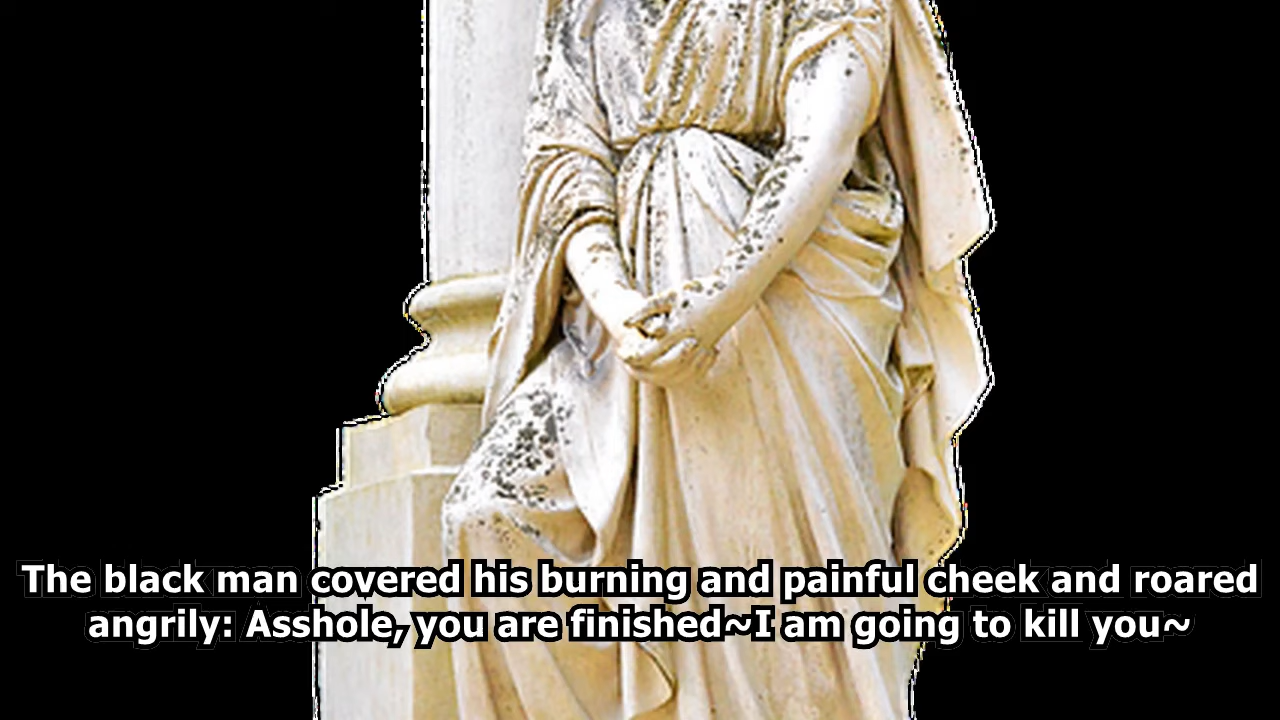 The black man covered his burning and painful cheek and roared
angrily: Asshole, you are finished~I am going to kill you~